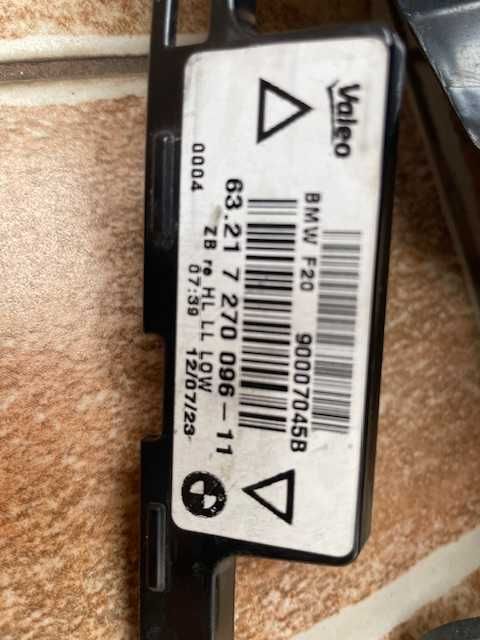 Valeo
BMW F20
90007045B
63.21 7 270 096-11
ZB re HL LL LOW
0004
07:39
12/07/23